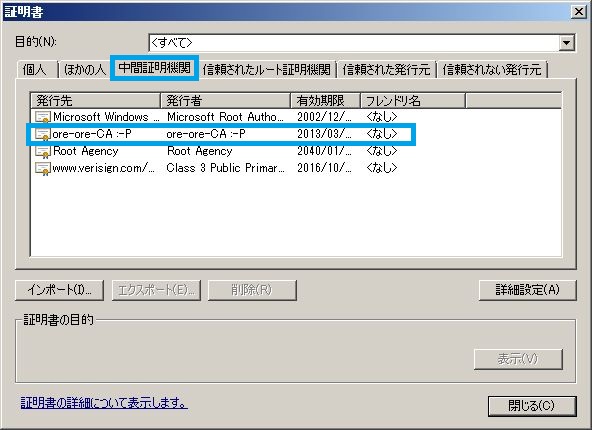 証明書
目的(N): <すべて>
個人 ほかの人 中間証明機関 信頼されたルート証明機関 信頼された発行元 信頼されない発行元
発行先 発行者 有効期限 フレンドリ名
Microsoft Windows ... Microsoft Root Autho... 2002/12/... <なし>
ore-ore-CA :-P ore-ore-CA :-P 2013/03/... <なし>
Root Agency Root Agency 2040/01/... <なし>
www.verisign.com/... Class 3 Public Primar... 2016/10/... <なし>
インポート(I)... エクスポート(E)... 削除(R) 詳細設定(A)
証明書の目的
表示(V)
証明書の詳細について表示します。
閉じる(C)